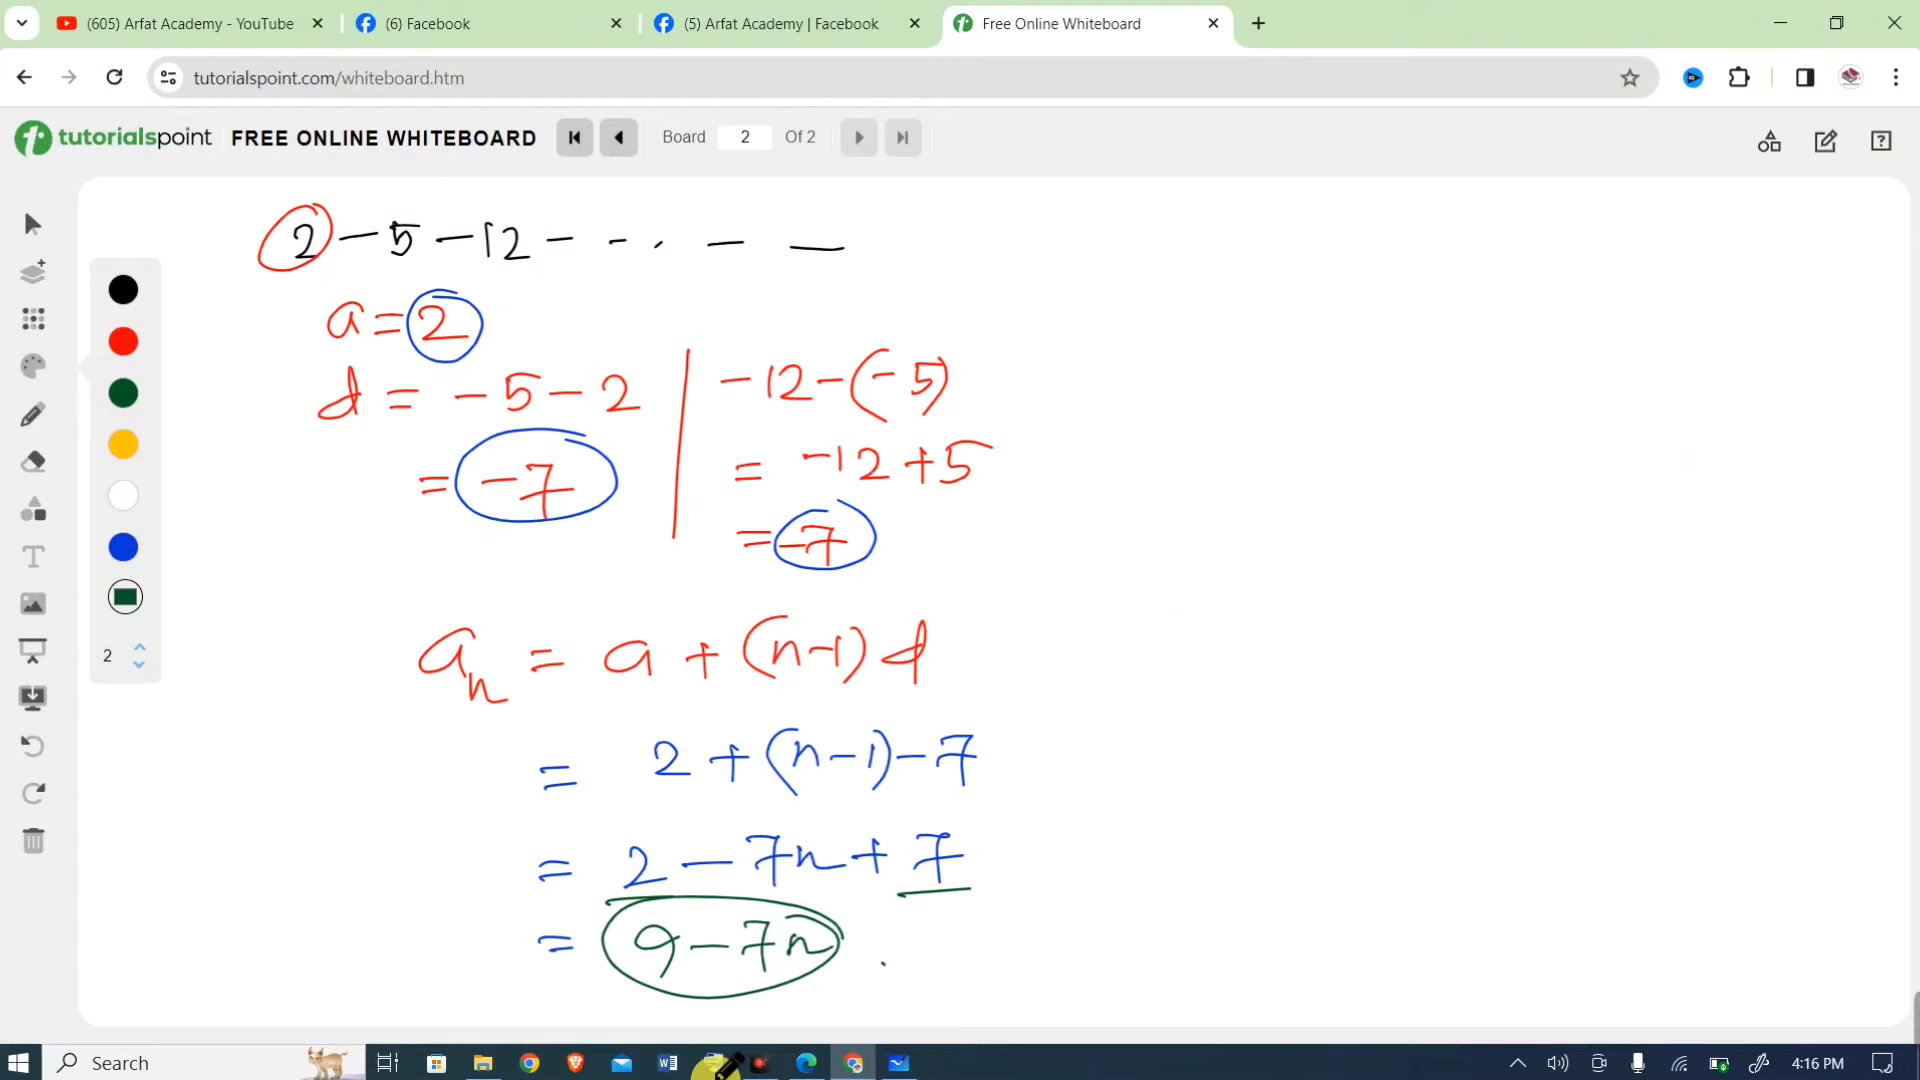 (605) Arfat Academy - YouTube
(6) Facebook
(5) Arfat Academy | Facebook
Free Online Whiteboard
tutorialspoint.com/whiteboard.htm
tutorialspoint FREE ONLINE WHITEBOARD Board 2 Of 2
2 - 5 - 12 - - . - —
a = 2
d = - 5 - 2
= - 7
- 12 - (- 5)
= - 12 + 5
= - 7
aₙ = a + (n-1) d
= 2 + (n-1) - 7
= 2 - 7n + 7
= 9 - 7n .
2
Search
4:16 PM